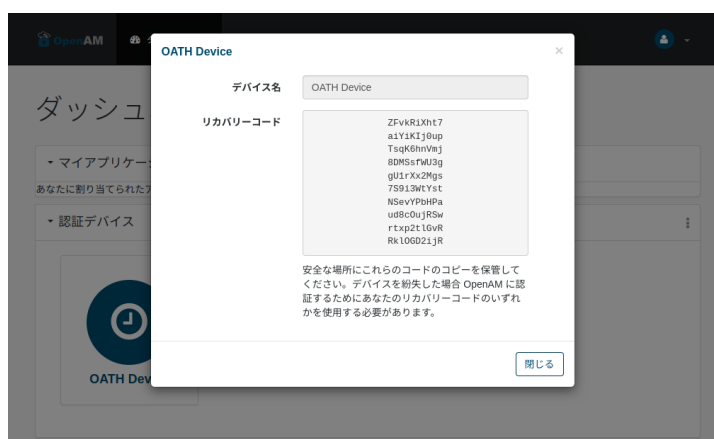 OpenAM
OATH Device
×
ダッシュ
デバイス名
OATH Device
リカバリーコード
ZFvkRiXht7
aiYiKIj0up
TsqK6hnVmj
8DMSsfWU3g
gU1rXx2Mgs
7S9i3WtYst
NSevYPbHPa
ud8cOujRSw
rtxp2tlGvR
RklOGD2ijR
マイアプリケー
あなたに割り当てられた
認証デバイス
安全な場所にこれらのコードのコピーを保管して
ください。デバイスを紛失した場合 OpenAM に認
証するためにあなたのリカバリーコードのいずれ
かを使用する必要があります。
OATH Dev
閉じる